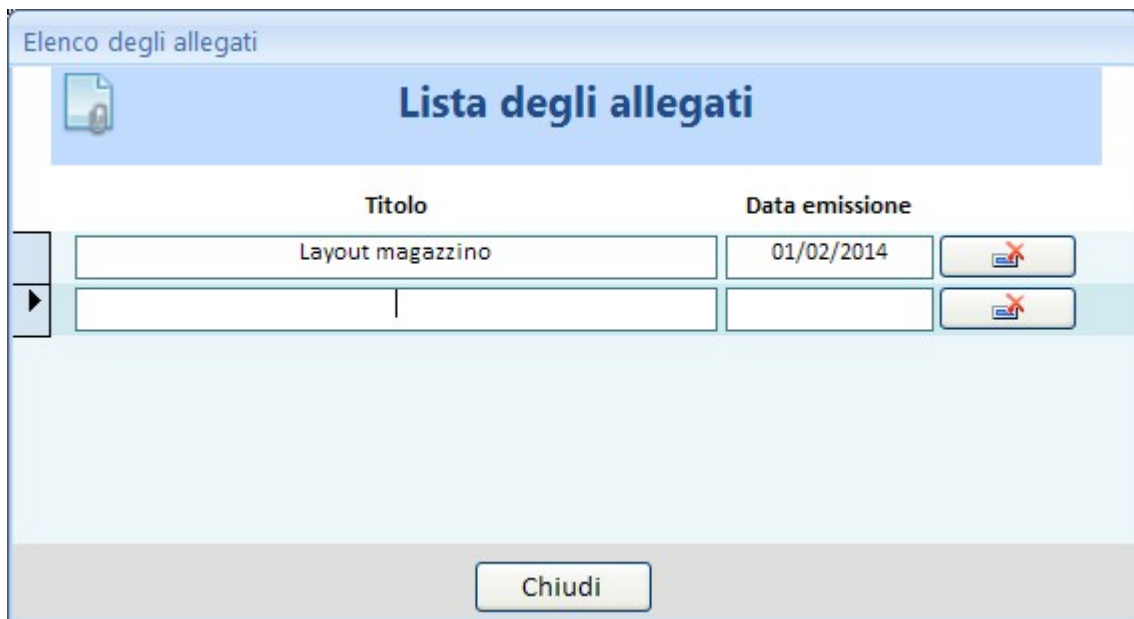 Elenco degli allegati
Lista degli allegati
Titolo Data emissione
Layout magazzino 01/02/2014
Chiudi